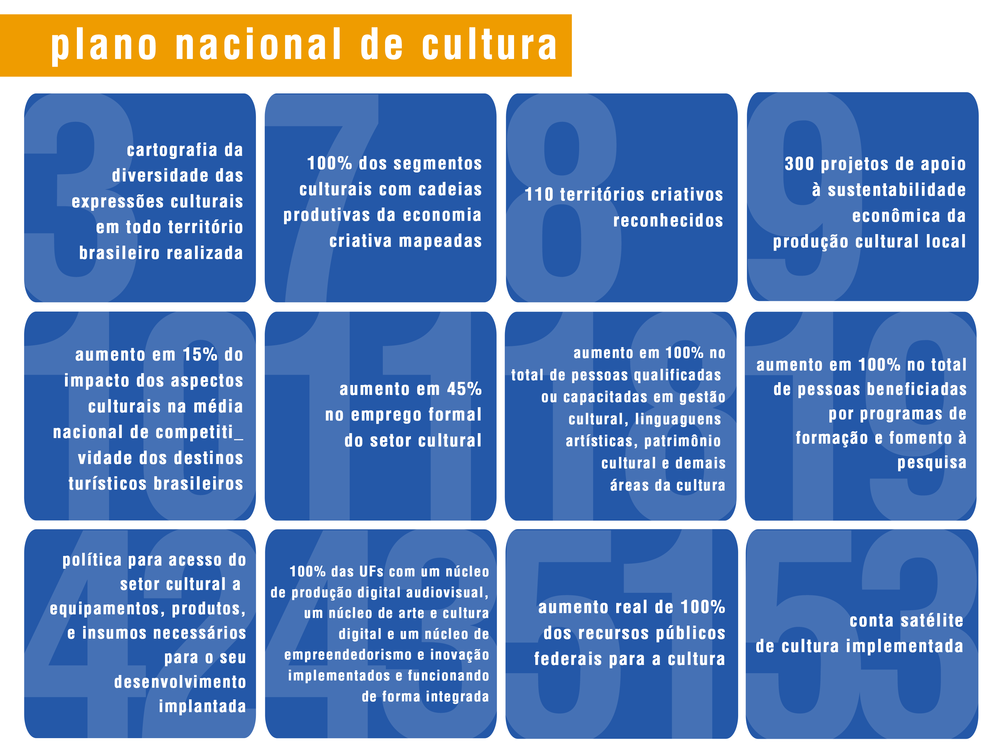 plano nacional de cultura
3
cartografia da
diversidade das
expressões culturais
em todo território
brasileiro realizada
7
100% dos segmentos
culturais com cadeias
produtivas da economia
criativa mapeadas
8
110 territórios criativos
reconhecidos
9
300 projetos de apoio
à sustentabilidade
econômica da
produção cultural local
10
aumento em 15% do
impacto dos aspectos
culturais na média
nacional de competiti_
vidade dos destinos
turísticos brasileiros
11
aumento em 45%
no emprego formal
do setor cultural
18
aumento em 100% no
total de pessoas qualificadas
ou capacitadas em gestão
cultural, linguaguens
artísticas, patrimônio
cultural e demais
áreas da cultura
19
aumento em 100% no total
de pessoas beneficiadas
por programas de
formação e fomento à
pesquisa
42
política para acesso do
setor cultural a
equipamentos, produtos,
e insumos necessários
para o seu
desenvolvimento
implantada
43
100% das UFs com um núcleo
de produção digital audiovisual,
um núcleo de arte e cultura
digital e um núcleo de
empreendedorismo e inovação
implementados e funcionando
de forma integrada
51
aumento real de 100%
dos recursos públicos
federais para a cultura
53
conta satélite
de cultura implementada